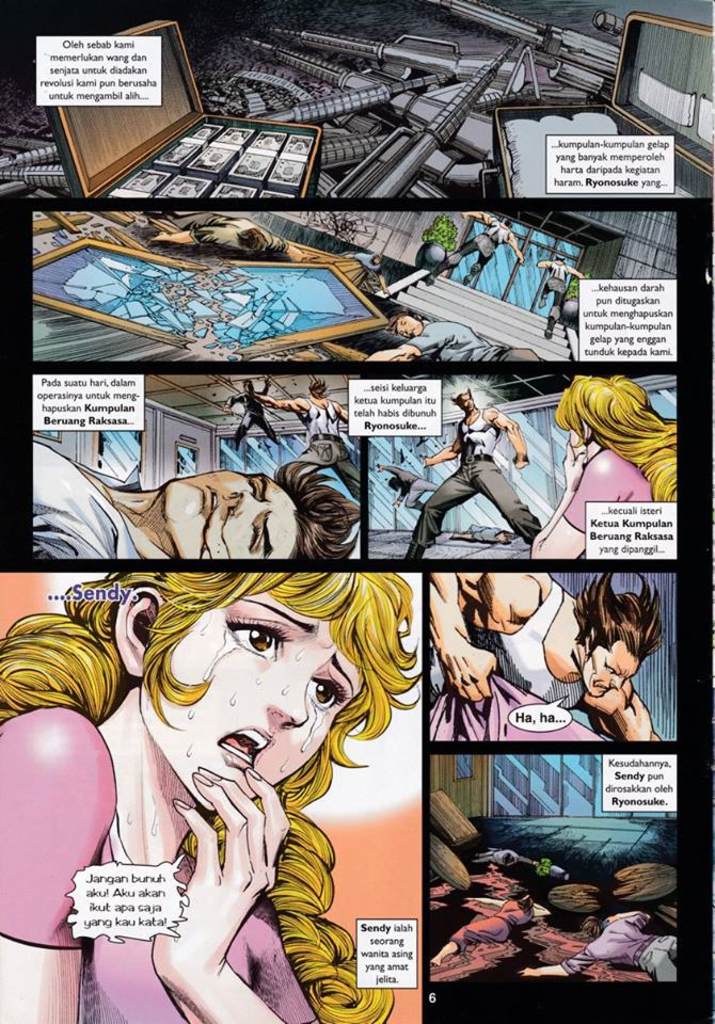 Oleh sebab kami
memerlukan wang dan
senjata untuk diadakan
revolusi kami pun berusaha
untuk mengambil alih....
...kumpulan-kumpulan gelap
yang banyak memperoleh
harta daripada kegiatan
haram. Ryonosuke yang...
...kehausan darah
pun ditugaskan
untuk menghapuskan
kumpulan-kumpulan
gelap yang enggan
tunduk kepada kami.
Pada suatu hari, dalam
operasinya untuk meng-
hapuskan Kumpulan
Beruang Raksasa...
...seisi keluarga
ketua kumpulan itu
telah habis dibunuh
Ryonosuke...
...kecuali isteri
Ketua Kumpulan
Beruang Raksasa
yang dipanggil...
....Sendy.
Jangan bunuh
aku! Aku akan
ikut apa saja
yang kau kata!
Sendy ialah
seorang
wanita asing
yang amat
jelita.
Ha, ha...
Kesudahannya,
Sendy pun
dirosakkan oleh
Ryonosuke.
6